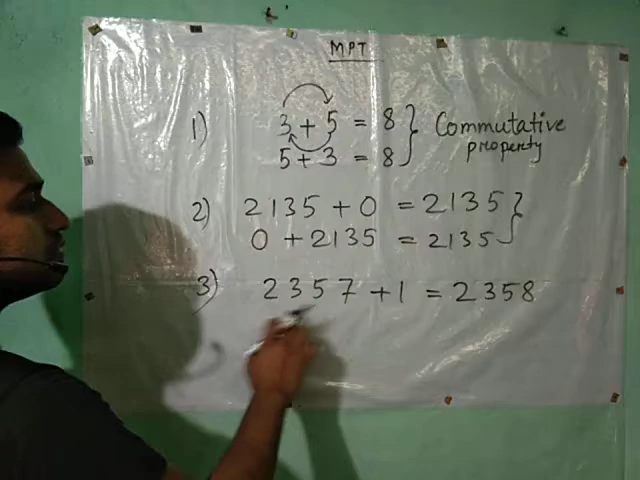 MPT
1) 3 + 5 = 8 } Commutative
5 + 3 = 8 property
2) 2135 + 0 = 2135 }
0 + 2135 = 2135
3) 2357 + 1 = 2358